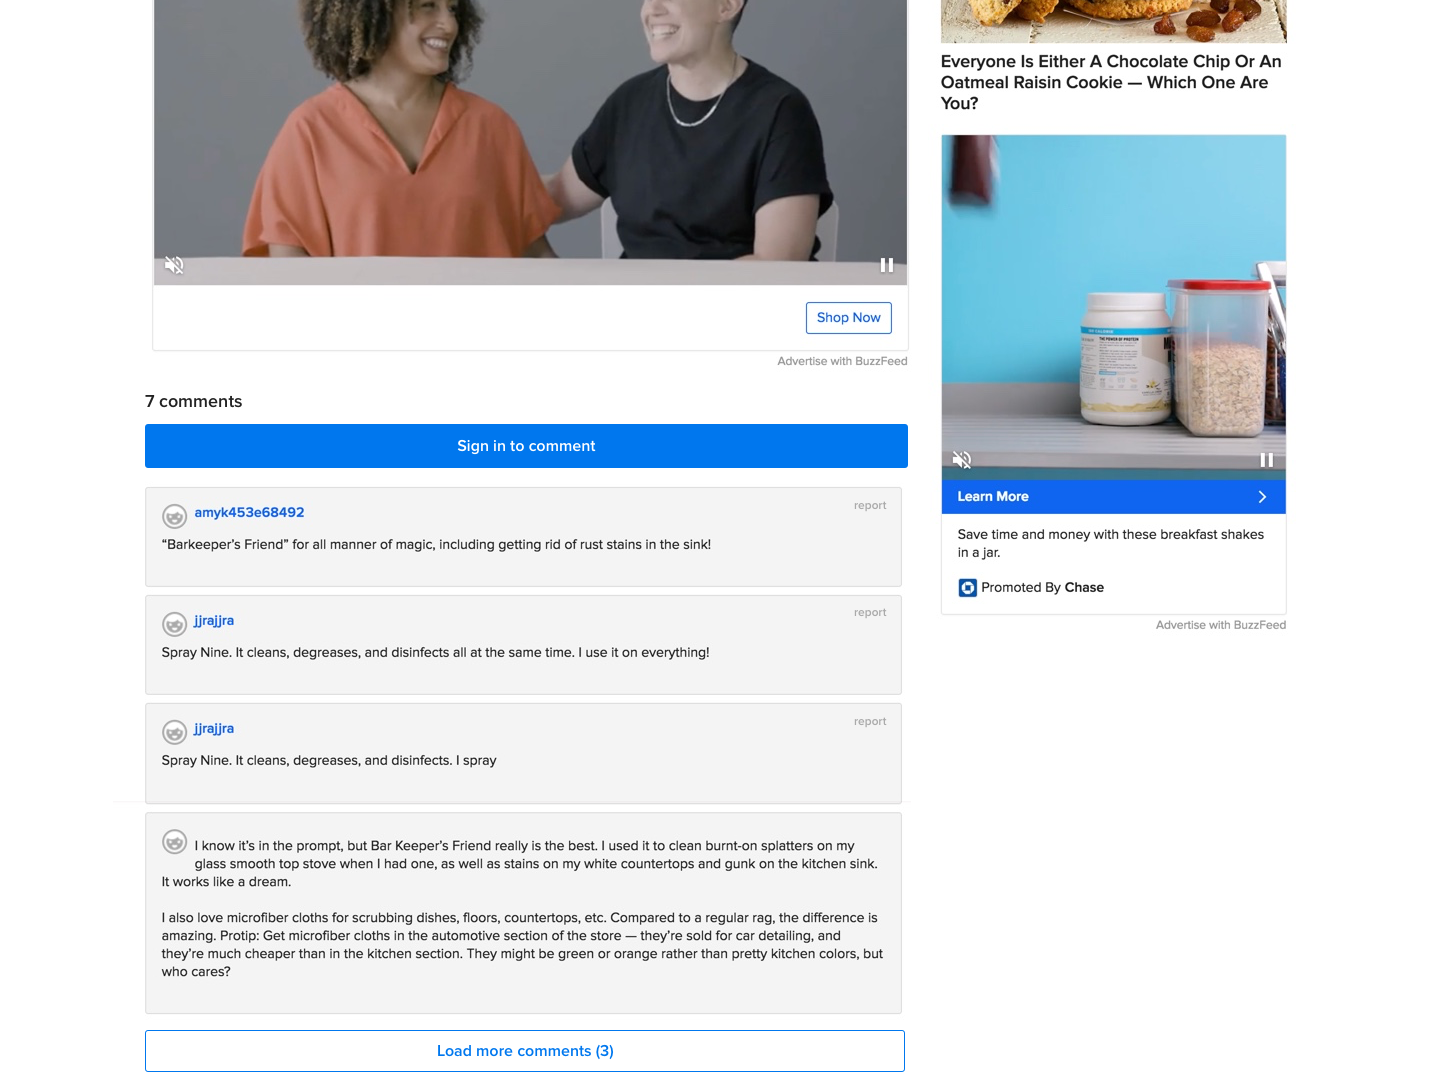 Everyone Is Either A Chocolate Chip Or An
Oatmeal Raisin Cookie — Which One Are
You?
Shop Now
Advertise with BuzzFeed
7 comments
Sign in to comment
amyk453e68492
report
“Barkeeper’s Friend” for all manner of magic, including getting rid of rust stains in the sink!
jjrajjra
report
Spray Nine. It cleans, degreases, and disinfects all at the same time. I use it on everything!
jjrajjra
report
Spray Nine. It cleans, degreases, and disinfects. I spray
I know it’s in the prompt, but Bar Keeper’s Friend really is the best. I used it to clean burnt-on splatters on my
glass smooth top stove when I had one, as well as stains on my white countertops and gunk on the kitchen sink.
It works like a dream.
I also love microfiber cloths for scrubbing dishes, floors, countertops, etc. Compared to a regular rag, the difference is
amazing. Protip: Get microfiber cloths in the automotive section of the store — they’re sold for car detailing, and
they’re much cheaper than in the kitchen section. They might be green or orange rather than pretty kitchen colors, but
who cares?
Load more comments (3)
THE POWER OF PROTEIN
Learn More
Save time and money with these breakfast shakes
in a jar.
Promoted By Chase
Advertise with BuzzFeed